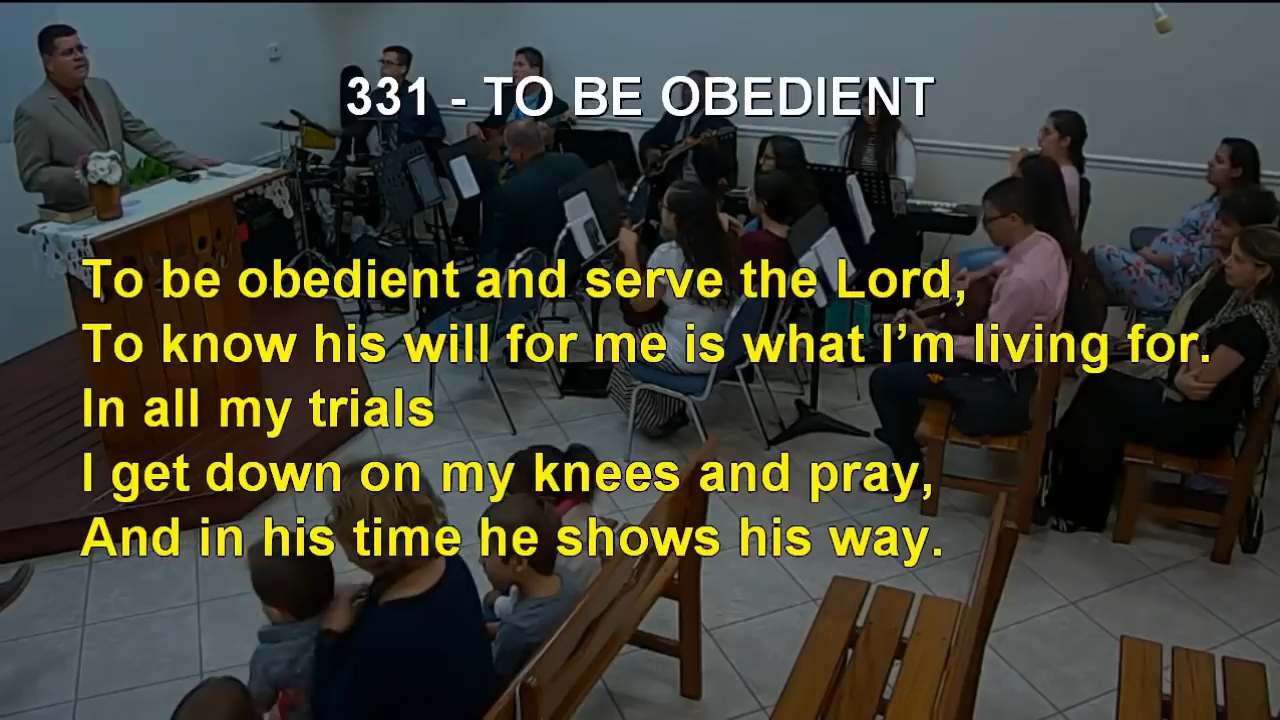 331 - TO BE OBEDIENT
To be obedient and serve the Lord,
To know his will for me is what I’m living for.
In all my trials
I get down on my knees and pray,
And in his time he shows his way.